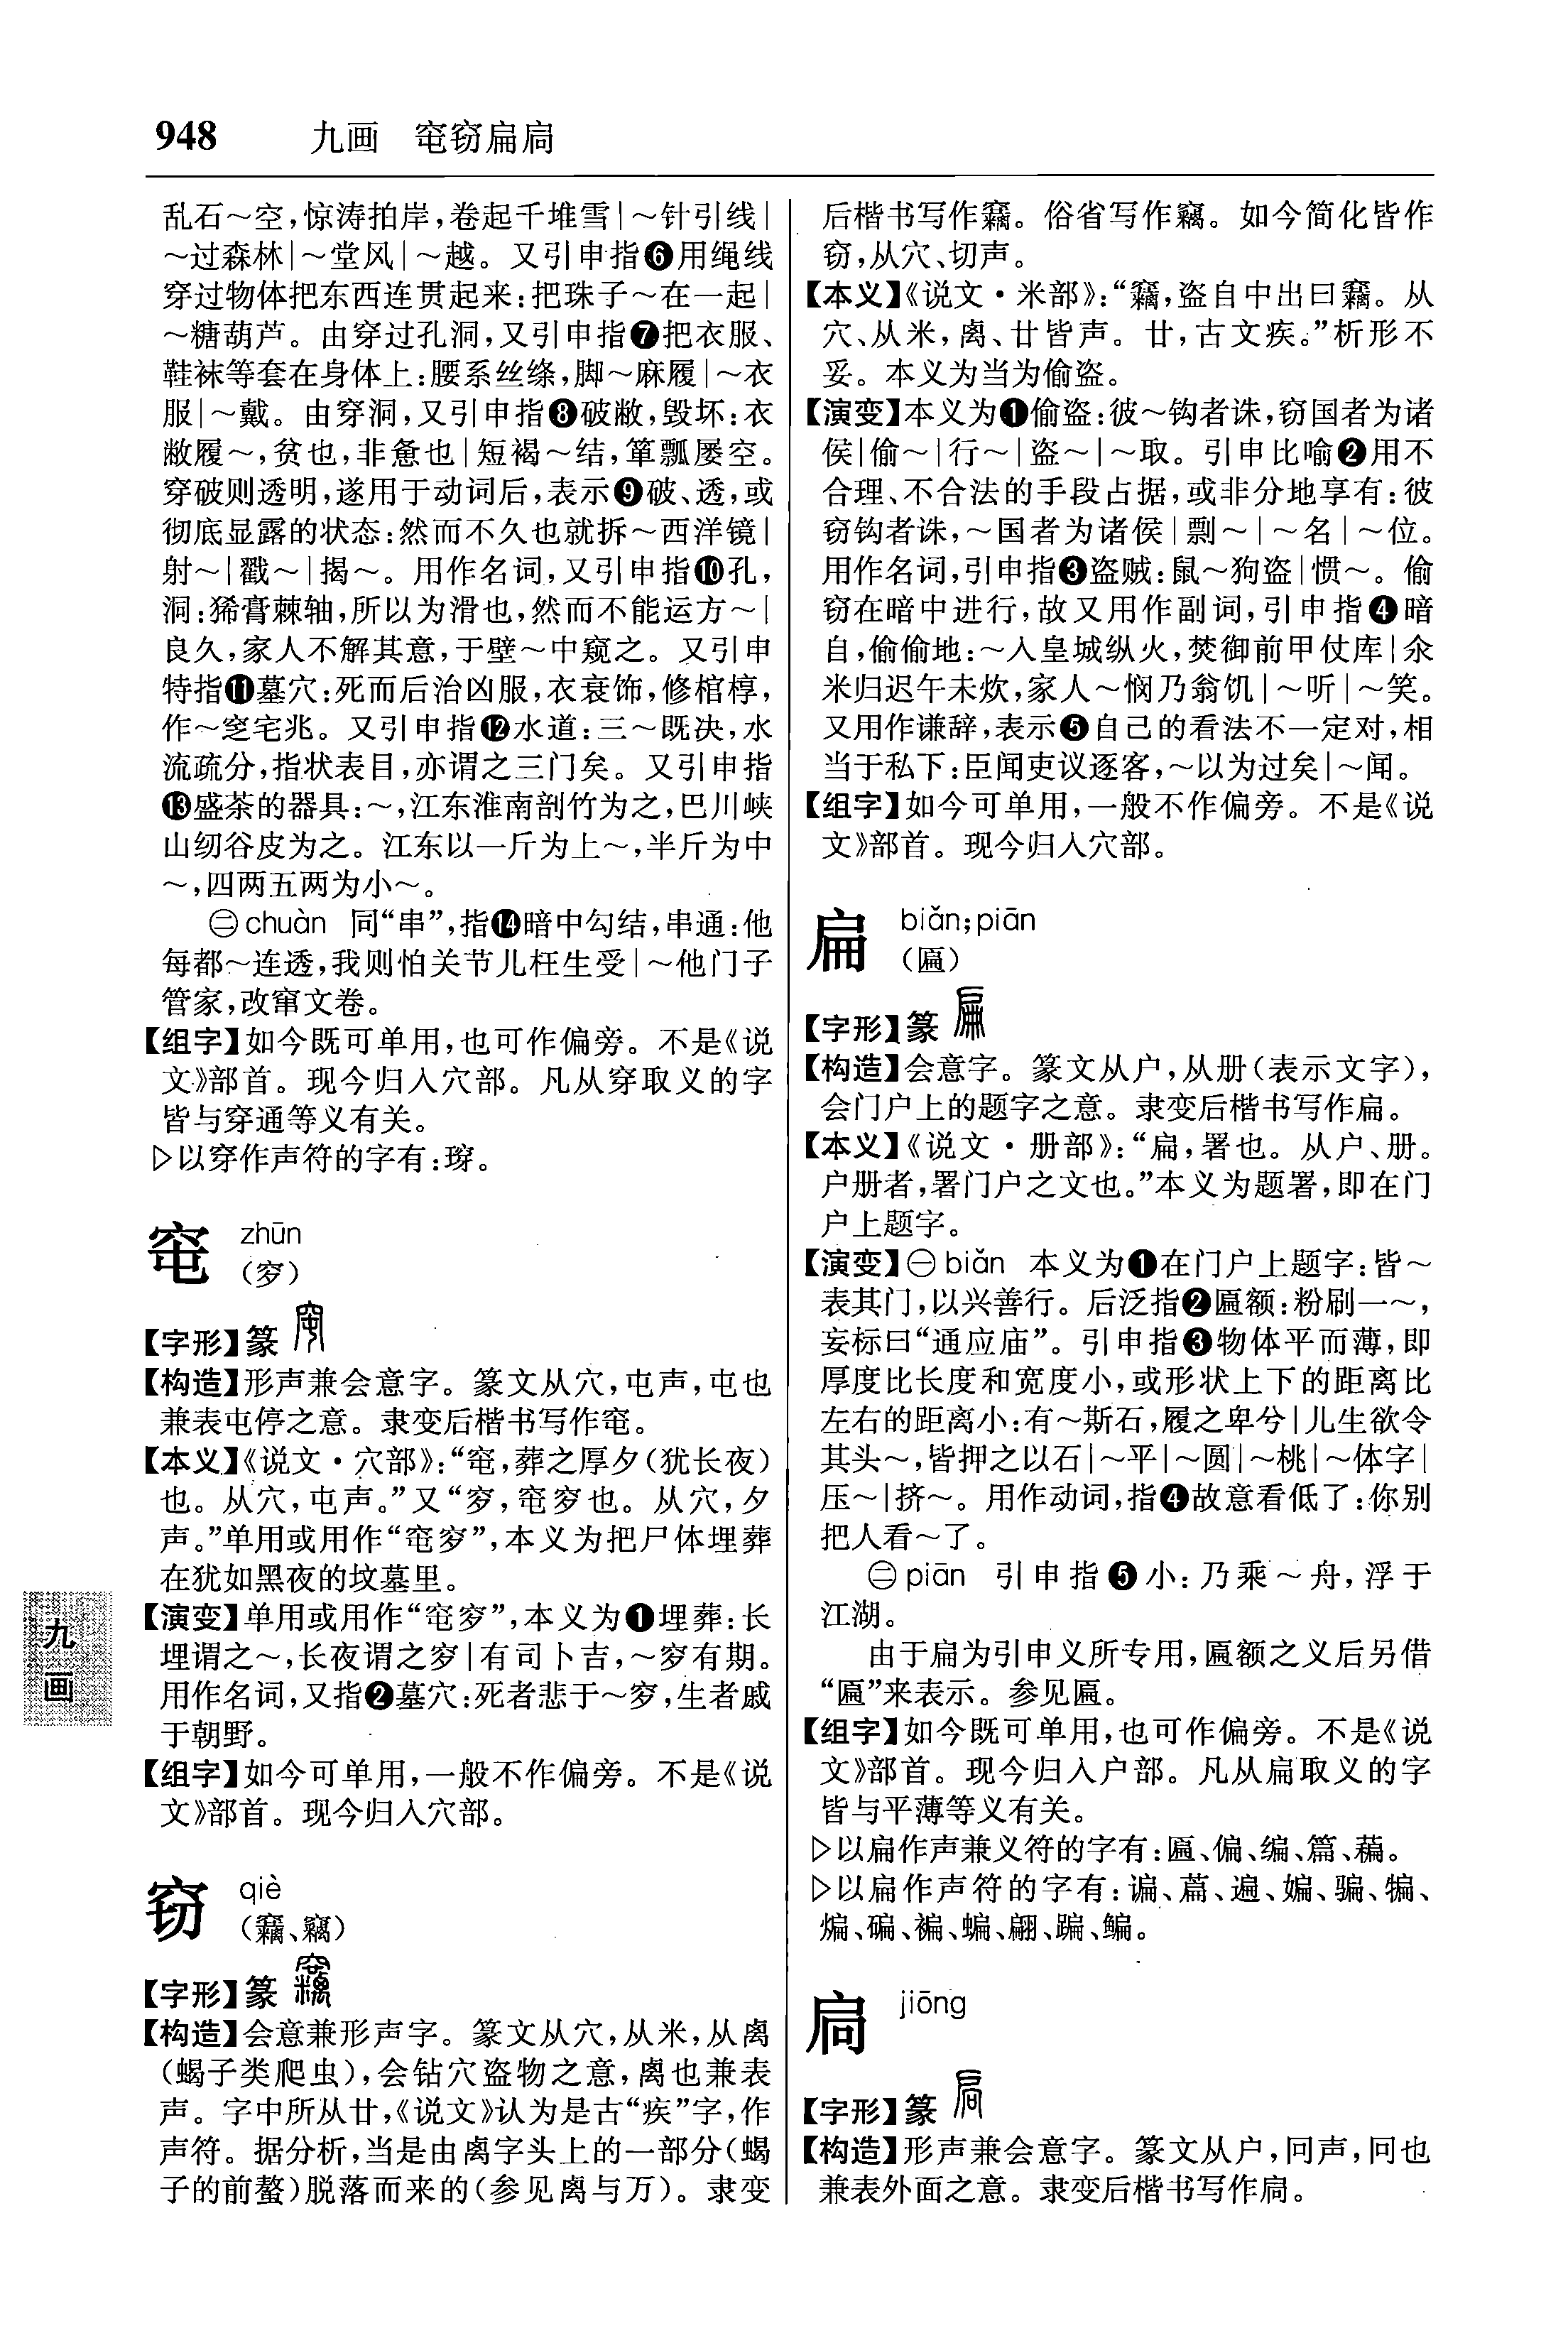 948 九画 窀窃扁扃
乱石～空,惊涛拍岸,卷起千堆雪|～针引线|
～过森林|～堂风|～越。又引申指❻用绳线
穿过物体把东西连贯起来:把珠子～在一起|
～糖葫芦。由穿过孔洞,又引申指❼把衣服、
鞋袜等套在身体上:腰系丝绦,脚～麻履|～衣
服|～戴。由穿洞,又引申指❽破敝,毁坏:衣
敝履～,贫也,非惫也|短褐～结,箪瓢屡空。
穿破则透明,遂用于动词后,表示❾破、透,或
彻底显露的状态:然而不久也就拆～西洋镜|
射～|戳～|揭～。用作名词,又引申指❿孔,
洞:豨膏棘轴,所以为滑也,然而不能运方～|
良久,家人不解其意,于壁～中窥之。又引申
特指⓫墓穴:死而后治凶服,衣衰饰,修棺椁,
作～窆宅兆。又引申指⓬水道:三～既决,水
流疏分,指状表目,亦谓之三门矣。又引申指
⓭盛茶的器具:～,江东淮南剖竹为之,巴川峡
山纫谷皮为之。江东以一斤为上～,半斤为中
～,四两五两为小～。
㊁chuàn 同“串”,指⓮暗中勾结,串通:他
每都～连透,我则怕关节儿枉生受|～他门子
管家,改窜文卷。
【组字】如今既可单用,也可作偏旁。不是《说
文》部首。现今归入穴部。凡从穿取义的字
皆与穿通等义有关。
▷以穿作声符的字有:瑏。
窀 zhūn
(穸)
【字形】篆
【构造】形声兼会意字。篆文从穴,屯声,屯也
兼表屯停之意。隶变后楷书写作窀。
【本义】《说文·穴部》:“窀,葬之厚夕(犹长夜)
也。从穴,屯声。”又“穸,窀穸也。从穴,夕
声。”单用或用作“窀穸”,本义为把尸体埋葬
在犹如黑夜的坟墓里。
【演变】单用或用作“窀穸”,本义为❶埋葬:长
埋谓之～,长夜谓之穸|有司卜吉,～穸有期。
用作名词,又指❷墓穴:死者悲于～穸,生者戚
于朝野。
【组字】如今可单用,一般不作偏旁。不是《说
文》部首。现今归入穴部。
窃 qiè
(竊、竊)
【字形】篆
【构造】会意兼形声字。篆文从穴,从米,从离
(蝎子类爬虫),会钻穴盗物之意,离也兼表
声。字中所从廿,《说文》认为是古“疾”字,作
声符。据分析,当是由离字头上的一部分(蝎
子的前螯)脱落而来的(参见离与万)。隶变
后楷书写作竊。俗省写作竊。如今简化皆作
窃,从穴、切声。
【本义】《说文·米部》:“竊,盗自中出曰竊。从
穴、从米,离、廿皆声。廿,古文疾。”析形不
妥。本义为当为偷盗。
【演变】本义为❶偷盗:彼～钩者诛,窃国者为诸
侯|偷～|行～|盗～|～取。引申比喻❷用不
合理、不合法的手段占据,或非分地享有:彼
窃钩者诛,～国者为诸侯|剽～|～名|～位。
用作名词,引申指❸盗贼:鼠～狗盗|惯～。偷
窃在暗中进行,故又用作副词,引申指❹暗
自,偷偷地:～入皇城纵火,焚御前甲仗库|籴
米归迟午未炊,家人～悯乃翁饥|～听|～笑。
又用作谦辞,表示❺自己的看法不一定对,相
当于私下:臣闻吏议逐客,～以为过矣|～闻。
【组字】如今可单用,一般不作偏旁。不是《说
文》部首。现今归入穴部。
扁 biǎn;piān
(匾)
【字形】篆
【构造】会意字。篆文从户,从册(表示文字),
会门户上的题字之意。隶变后楷书写作扁。
【本义】《说文·册部》:“扁,署也。从户、册。
户册者,署门户之文也。”本义为题署,即在门
户上题字。
【演变】㊀biǎn 本义为❶在门户上题字:皆～
表其门,以兴善行。后泛指❷匾额:粉刷一～,
妄标曰“通应庙”。引申指❸物体平而薄,即
厚度比长度和宽度小,或形状上下的距离比
左右的距离小:有～斯石,履之卑兮|儿生欲令
其头～,皆押之以石|～平|～圆|～桃|～体字|
压～|挤～。用作动词,指❹故意看低了:你别
把人看～了。
㊁piān 引申指❺小:乃乘～舟,浮于
江湖。
由于扁为引申义所专用,匾额之义后另借
“匾”来表示。参见匾。
【组字】如今既可单用,也可作偏旁。不是《说
文》部首。现今归入户部。凡从扁取义的字
皆与平薄等义有关。
▷以扁作声兼义符的字有:匾、偏、编、篇、藊。
▷以扁作声符的字有:谝、萹、遍、媥、骗、犏、
煸、碥、褊、蝙、翩、蹁、鳊。
扃 jiōng
【字形】篆
【构造】形声兼会意字。篆文从户,冋声,冋也
兼表外面之意。隶变后楷书写作扃。
九
画